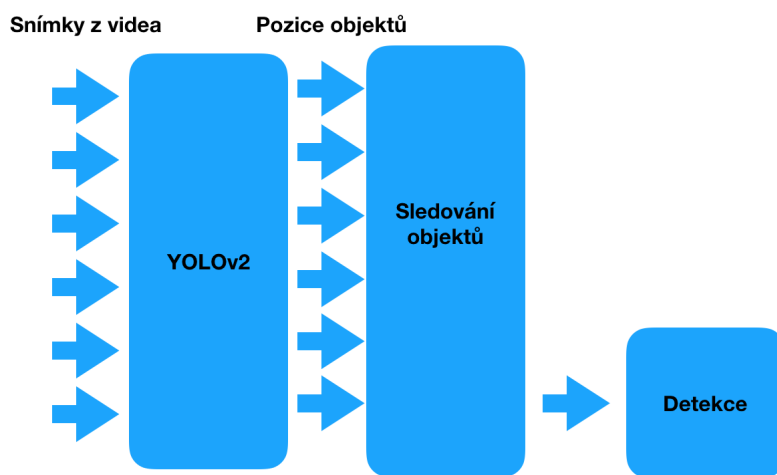 Snímky z videa
Pozice objektů
YOLOv2
Sledování
objektů
Detekce